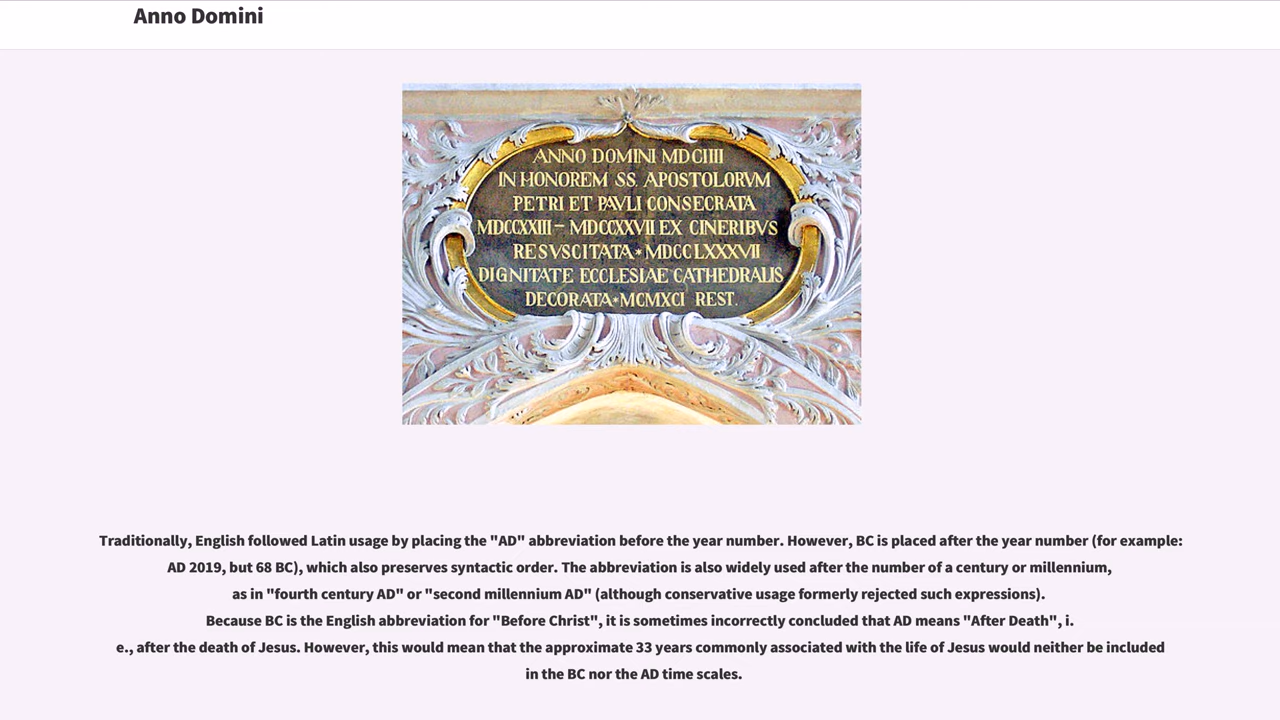 Anno Domini
ANNO DOMINI MDCIIII
IN HONOREM SS. APOSTOLORVM
PETRI ET PAVLI CONSECRATA
MDCCXXIII – MDCCXXVII EX CINERIBVS
RESVSCITATA * MDCCLXXXVII
DIGNITATE ECCLESIAE CATHEDRALIS
DECORATA * MCMXCI REST.
Traditionally, English followed Latin usage by placing the "AD" abbreviation before the year number. However, BC is placed after the year number (for example:
AD 2019, but 68 BC), which also preserves syntactic order. The abbreviation is also widely used after the number of a century or millennium,
as in "fourth century AD" or "second millennium AD" (although conservative usage formerly rejected such expressions).
Because BC is the English abbreviation for "Before Christ", it is sometimes incorrectly concluded that AD means "After Death", i.
e., after the death of Jesus. However, this would mean that the approximate 33 years commonly associated with the life of Jesus would neither be included
in the BC nor the AD time scales.